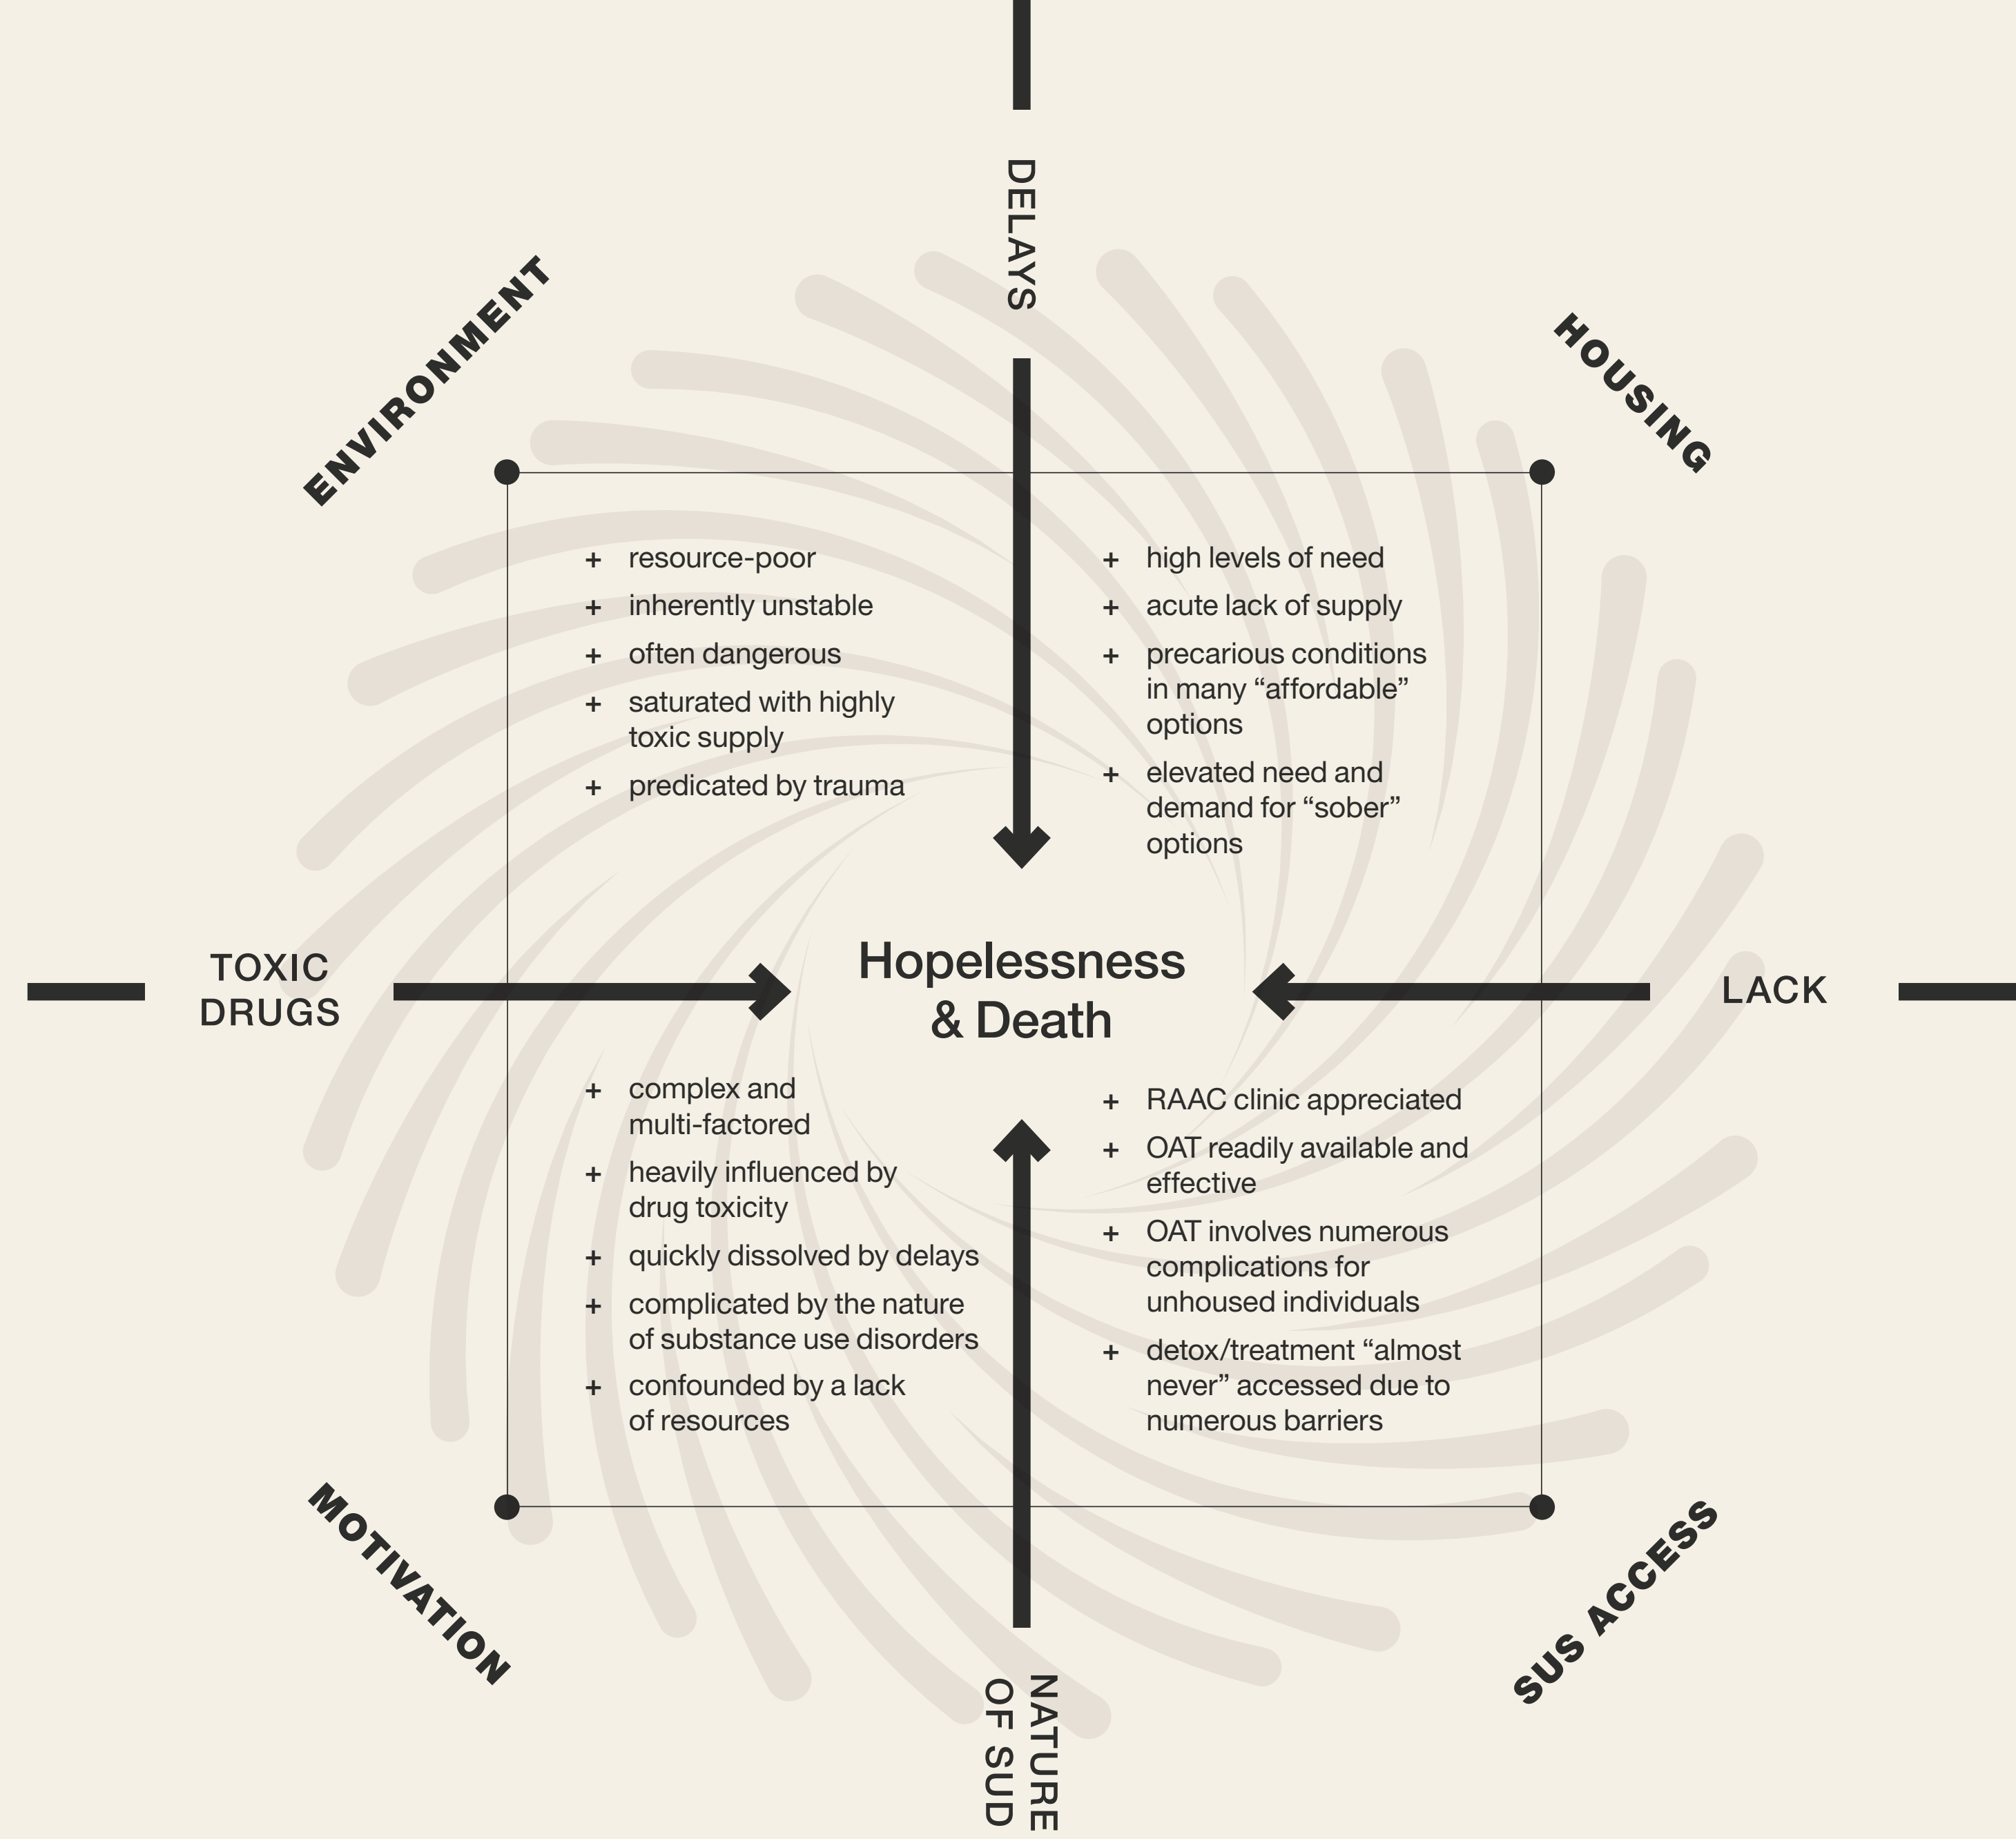 DELAYS
ENVIRONMENT
HOUSING
+ resource-poor
+ inherently unstable
+ often dangerous
+ saturated with highly
toxic supply
+ predicated by trauma
+ high levels of need
+ acute lack of supply
+ precarious conditions
in many “affordable”
options
+ elevated need and
demand for “sober”
options
TOXIC
DRUGS
Hopelessness
& Death
LACK
+ complex and
multi-factored
+ heavily influenced by
drug toxicity
+ quickly dissolved by delays
+ complicated by the nature
of substance use disorders
+ confounded by a lack
of resources
+ RAAC clinic appreciated
+ OAT readily available and
effective
+ OAT involves numerous
complications for
unhoused individuals
+ detox/treatment “almost
never” accessed due to
numerous barriers
MOTIVATION
SUS ACCESS
NATURE
OF SUD